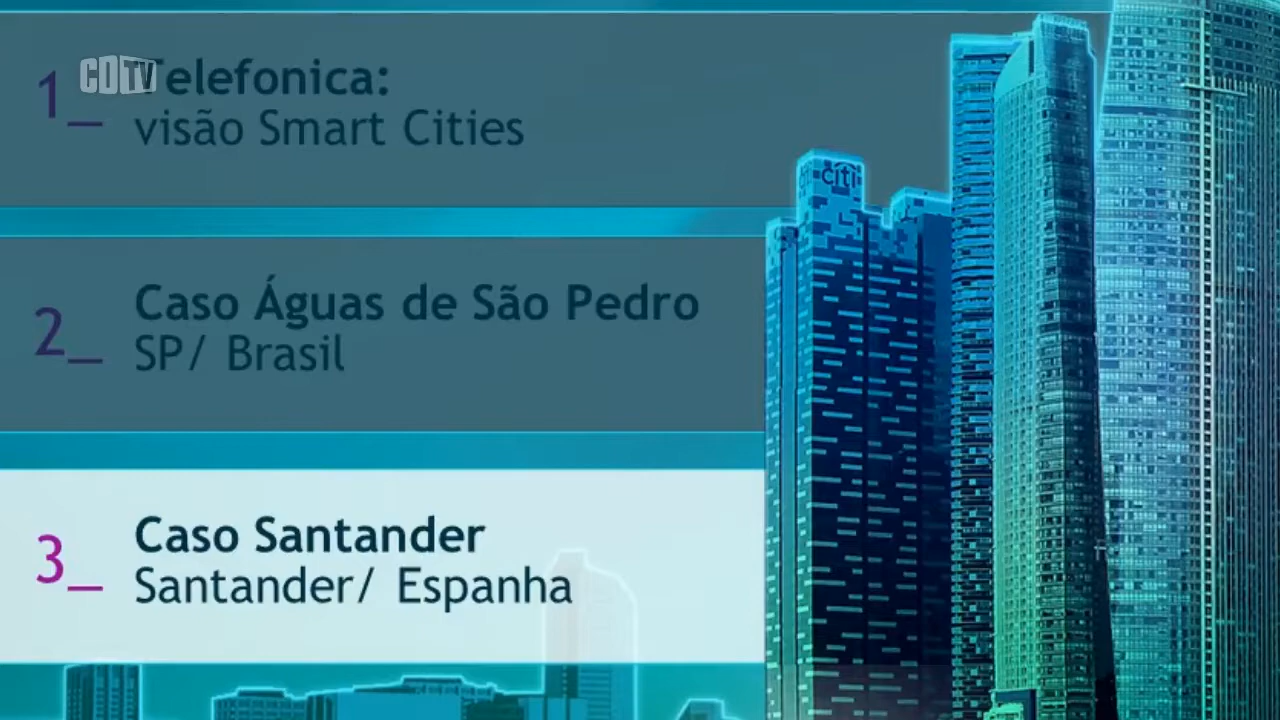 CDTV
1_ Telefonica:
visão Smart Cities
citi
2_ Caso Águas de São Pedro
SP/ Brasil
3_ Caso Santander
Santander/ Espanha